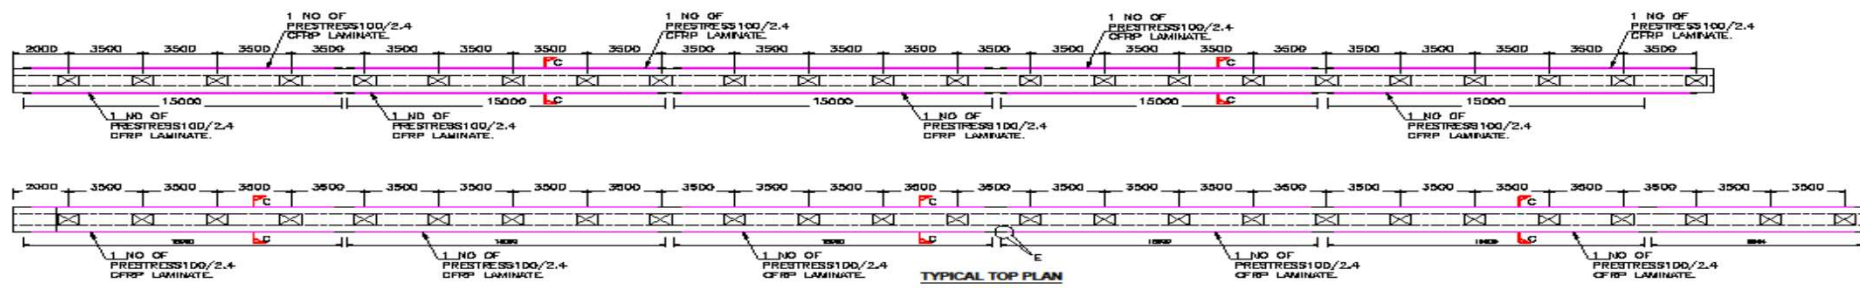 1 NO OF
PRESTRESS100/2.4
CFRP LAMINATE.
1 NO OF
PRESTRESS100/2.4
CFRP LAMINATE.
1 NO OF
PRESTRESS100/2.4
CFRP LAMINATE.
1 NO OF
PRESTRESS100/2.4
CFRP LAMINATE.
2000 3500 3500 3500 3500 3500 3500 3500 3500 3500 3500 3500 3500 3500 3500 3500 3500 3500 3500 3500 3500 3500 3500
C C
15000 15000 15000 15000 15000
C C
1 NO OF
PRESTRESS100/2.4
CFRP LAMINATE.
1 NO OF
PRESTRESS100/2.4
CFRP LAMINATE.
1 NO OF
PRESTRESS100/2.4
CFRP LAMINATE.
1 NO OF
PRESTRESS100/2.4
CFRP LAMINATE.
2000 3500 3500 3500 3500 3500 3500 3500 3500 3500 3500 3500 3500 3500 3500 3500 3500 3500 3500 3500 3500 3500 3500 3500 3500
C C C
C C C
E
1 NO OF
PRESTRESS100/2.4
CFRP LAMINATE.
1 NO OF
PRESTRESS100/2.4
CFRP LAMINATE.
1 NO OF
PRESTRESS100/2.4
CFRP LAMINATE.
1 NO OF
PRESTRESS100/2.4
CFRP LAMINATE.
1 NO OF
PRESTRESS100/2.4
CFRP LAMINATE.
TYPICAL TOP PLAN